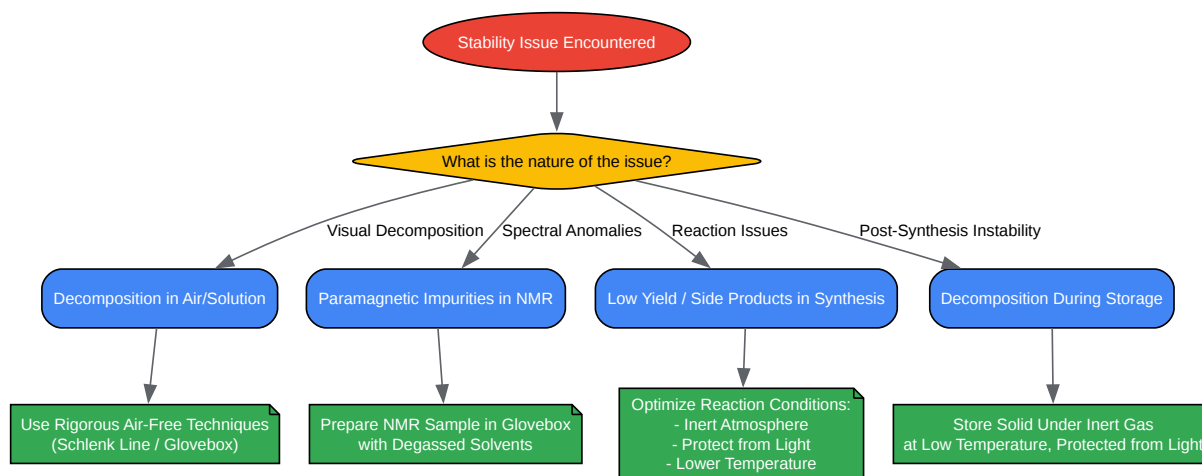 Stability Issue Encountered
What is the nature of the issue?
Visual Decomposition
Spectral Anomalies
Reaction Issues
Post-Synthesis Instability
Decomposition in Air/Solution
Paramagnetic Impurities in NMR
Low Yield / Side Products in Synthesis
Decomposition During Storage
Use Rigorous Air-Free Techniques
(Schlenk Line / Glovebox)
Prepare NMR Sample in Glovebox
with Degassed Solvents
Optimize Reaction Conditions:
- Inert Atmosphere
- Protect from Light
- Lower Temperature
Store Solid Under Inert Gas
at Low Temperature, Protected from Light